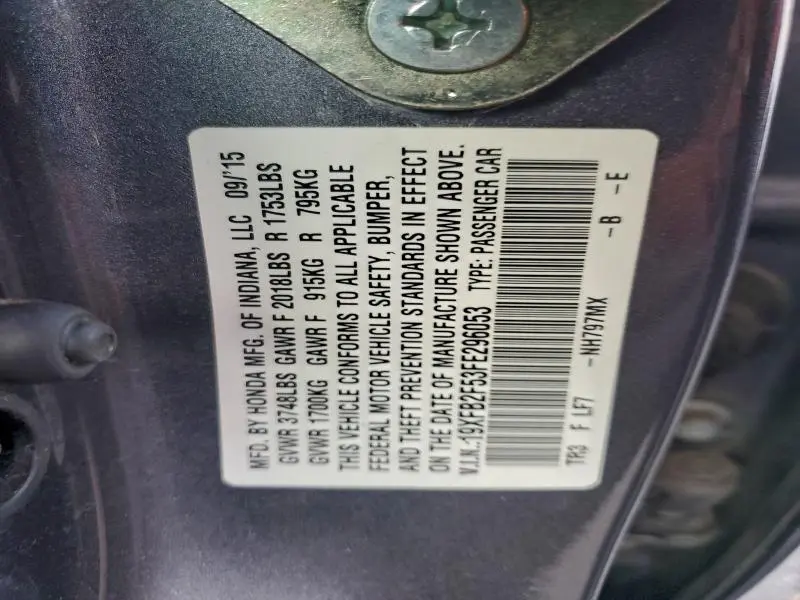 MFD. BY HONDA MFG. OF INDIANA, LLC 09/'15
GVWR 3748LBS GAWR F 2018LBS R 1753LBS
GVWR 1700KG GAWR F 915KG R 795KG
THIS VEHICLE CONFORMS TO ALL APPLICABLE
FEDERAL MOTOR VEHICLE SAFETY, BUMPER,
AND THEFT PREVENTION STANDARDS IN EFFECT
ON THE DATE OF MANUFACTURE SHOWN ABOVE.
V.I.N.:19XFB2F53FE296053 TYPE: PASSENGER CAR
TR3 F LF7 -NH797MX -B -E